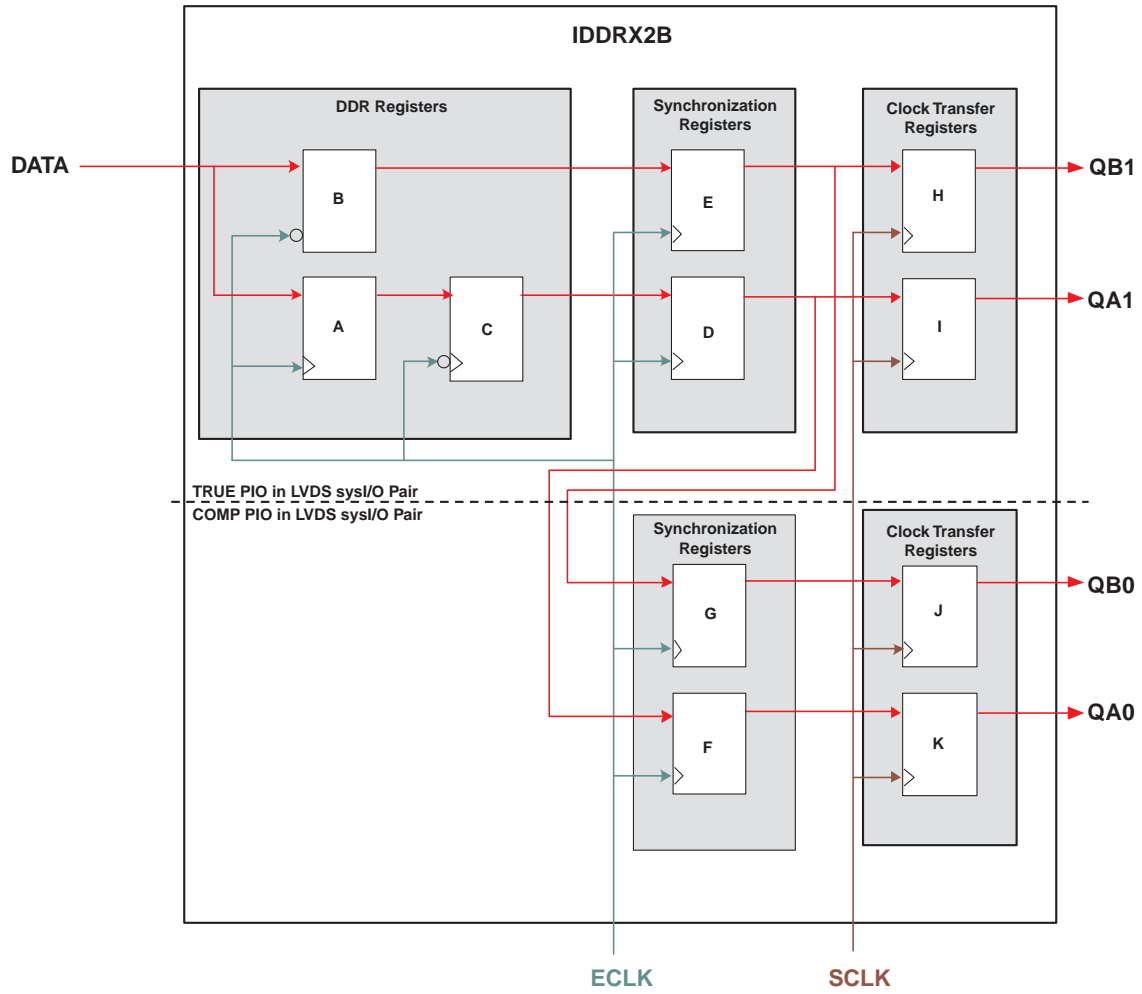 IDDRX2B
DDR Registers
Synchronization
Registers
Clock Transfer
Registers
DATA
B
E
H
QB1
A
C
D
I
QA1
TRUE PIO in LVDS sysI/O Pair
COMP PIO in LVDS sysI/O Pair
Synchronization
Registers
Clock Transfer
Registers
G
J
QB0
F
K
QA0
ECLK
SCLK